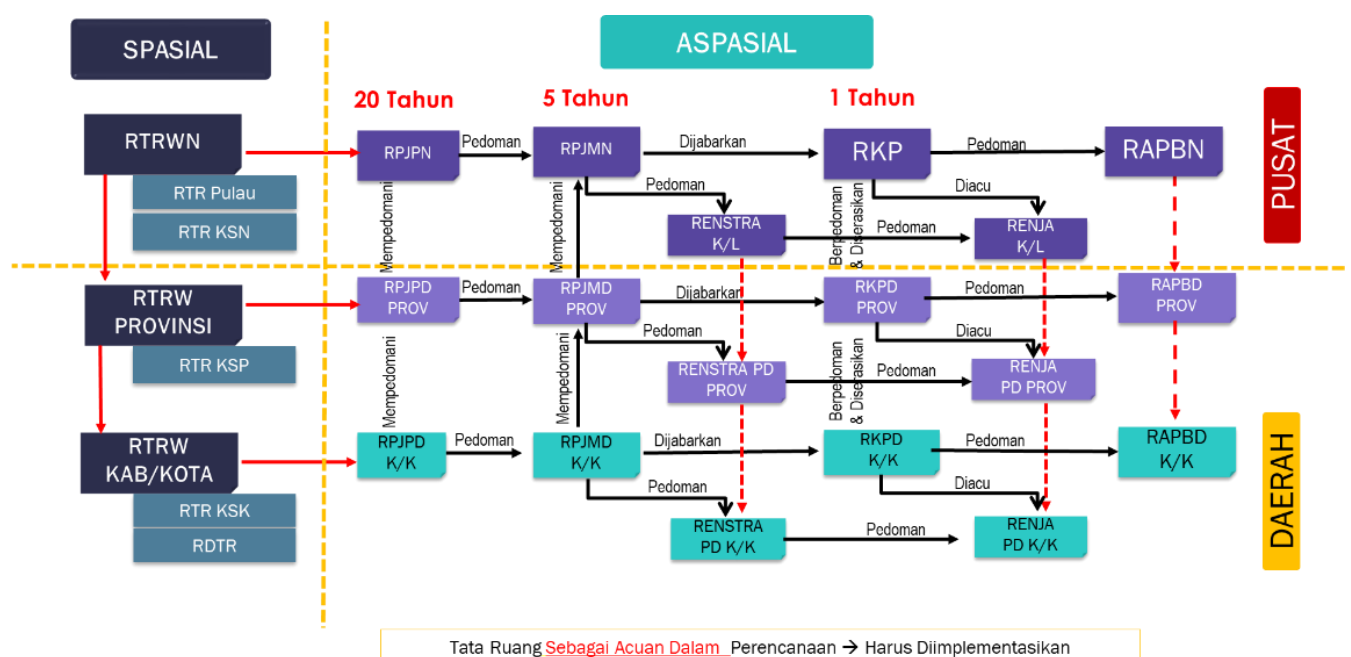 SPASIAL
ASPASIAL
20 Tahun
5 Tahun
1 Tahun
PUSAT
RTRWN
RTR Pulau
RTR KSN
RPJPN
Pedoman
RPJMN
Dijabarkan
RKP
Pedoman
RAPBN
Pedoman
Diacu
RENSTRA
K/L
Pedoman
RENJA
K/L
Mempedomani
Mempedomani
Berpedoman
& Diserasikan
RTRW
PROVINSI
RTR KSP
RPJPD
PROV
Pedoman
RPJMD
PROV
Dijabarkan
RKPD
PROV
Pedoman
RAPBD
PROV
Pedoman
Diacu
RENSTRA PD
PROV
Pedoman
RENJA
PD PROV
Mempedomani
Mempedomani
Berpedoman
& Diserasikan
DAERAH
RTRW
KAB/KOTA
RTR KSK
RDTR
RPJPD
K/K
Pedoman
RPJMD
K/K
Dijabarkan
RKPD
K/K
Pedoman
RAPBD
K/K
Pedoman
Diacu
RENSTRA
PD K/K
Pedoman
RENJA
PD K/K
Tata Ruang Sebagai Acuan Dalam Perencanaan → Harus Diimplementasikan